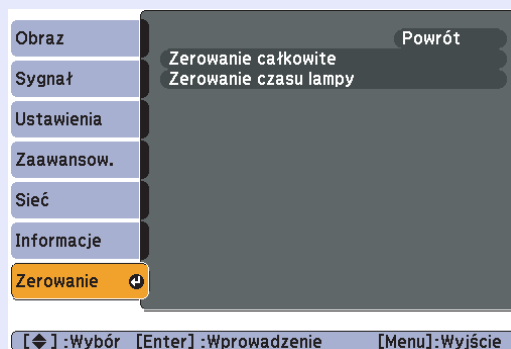 Obraz
Sygnał
Ustawienia
Zaawansow.
Sieć
Informacje
Zerowanie
Powrót
Zerowanie całkowite
Zerowanie czasu lampy
[◆] :Wybór [Enter] :Wprowadzenie [Menu]:Wyjście